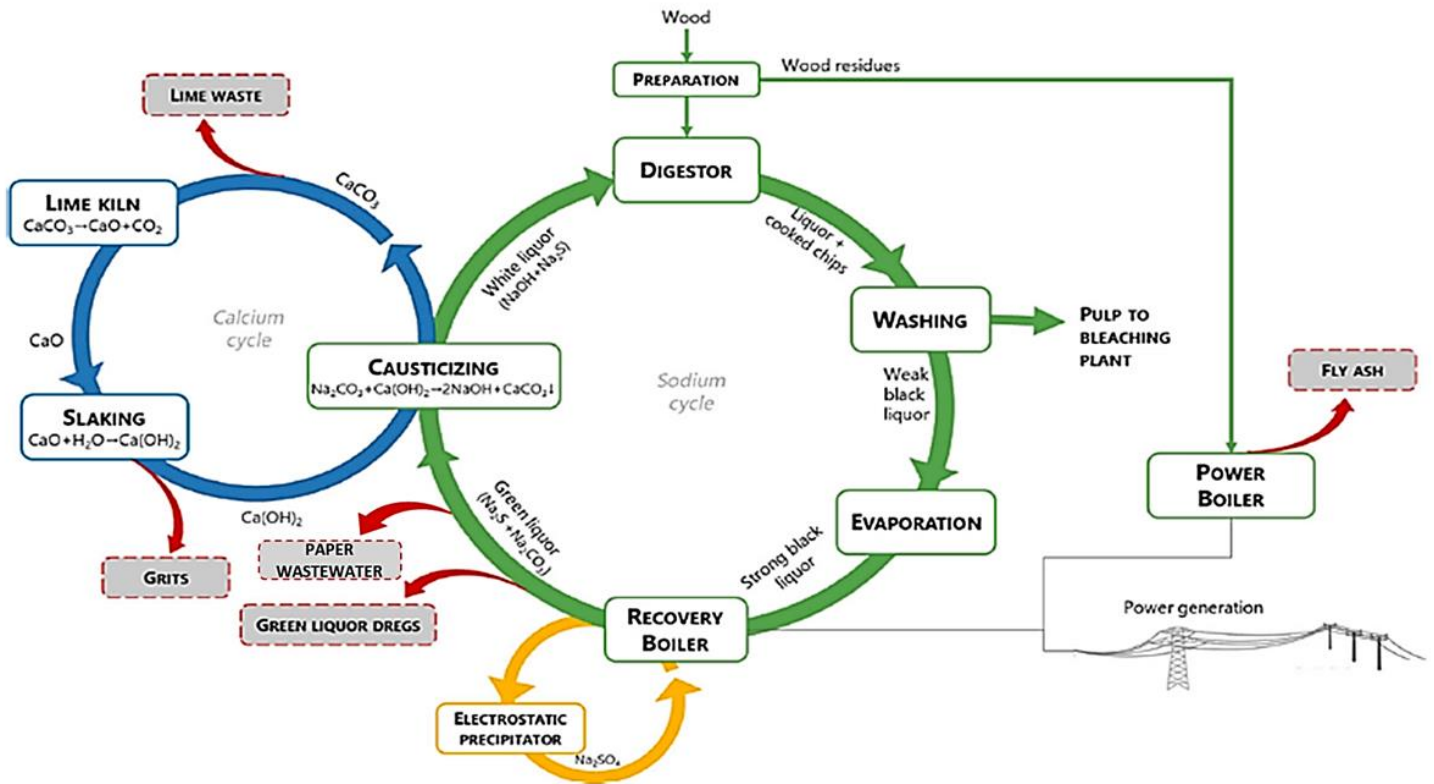 Wood
PREPARATION
Wood residues
LIME WASTE
DIGESTOR
CaCO₃
LIME KILN
CaCO₃→CaO+CO₂
White liquor
(NaOH+Na₂S)
Liquor +
cooked chips
Calcium
cycle
CaO
WASHING
PULP TO
BLEACHING
PLANT
CAUSTICIZING
Na₂CO₃+Ca(OH)₂→2NaOH+CaCO₃↓
Sodium
cycle
Weak
black
liquor
FLY ASH
SLAKING
CaO+H₂O→Ca(OH)₂
POWER
BOILER
Green liquor
(Na₂S+Na₂CO₃)
Ca(OH)₂
EVAPORATION
PAPER
WASTEWATER
GRITS
Strong black
liquor
GREEN LIQUOR DREGS
RECOVERY
BOILER
Power generation
ELECTROSTATIC
PRECIPITATOR
Na₂SO₄